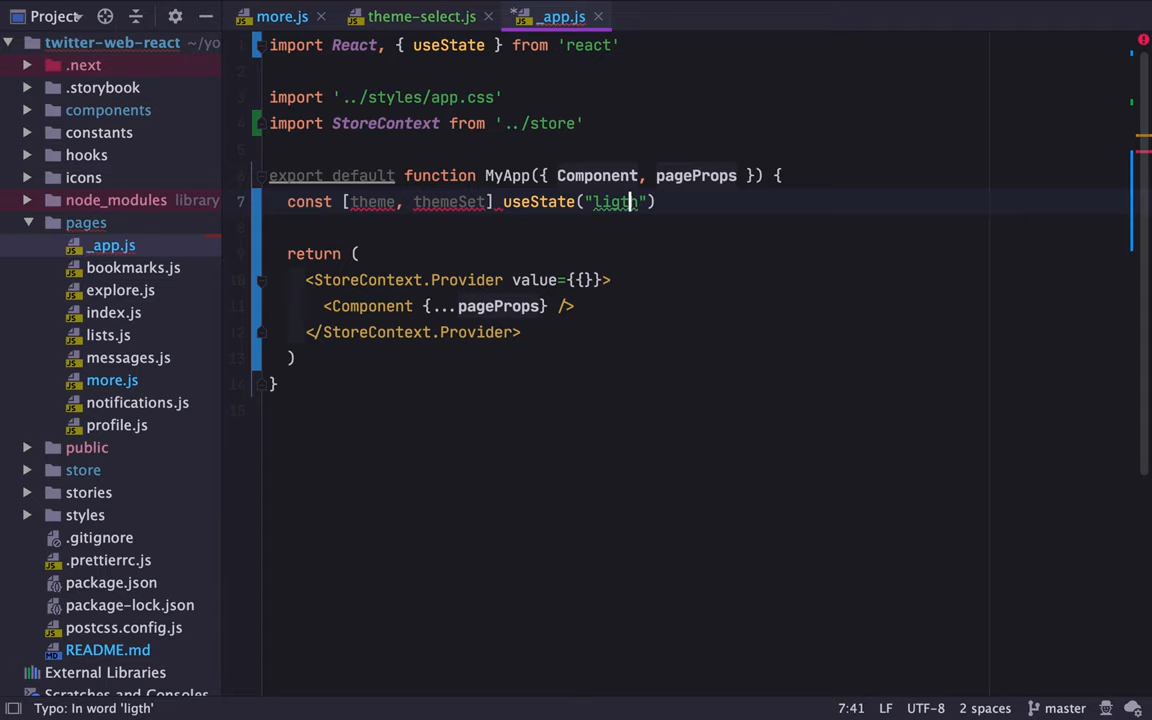 Project
more.js
theme-select.js
_app.js
twitter-web-react ~/yo
.next
.storybook
components
constants
hooks
icons
node_modules library
pages
_app.js
bookmarks.js
explore.js
index.js
lists.js
messages.js
more.js
notifications.js
profile.js
public
store
stories
styles
.gitignore
.prettierrc.js
package.json
package-lock.json
postcss.config.js
README.md
External Libraries
Scratches and Consoles
1 import React, { useState } from 'react'
2
3 import '../styles/app.css'
4 import StoreContext from '../store'
5
6 export default function MyApp({ Component, pageProps }) {
7 const [theme, themeSet] useState("ligth")
8
9 return (
10 <StoreContext.Provider value={{}}>
11 <Component {...pageProps} />
12 </StoreContext.Provider>
13 )
14 }
15
Typo: In word 'ligth'
7:41 LF UTF-8 2 spaces master